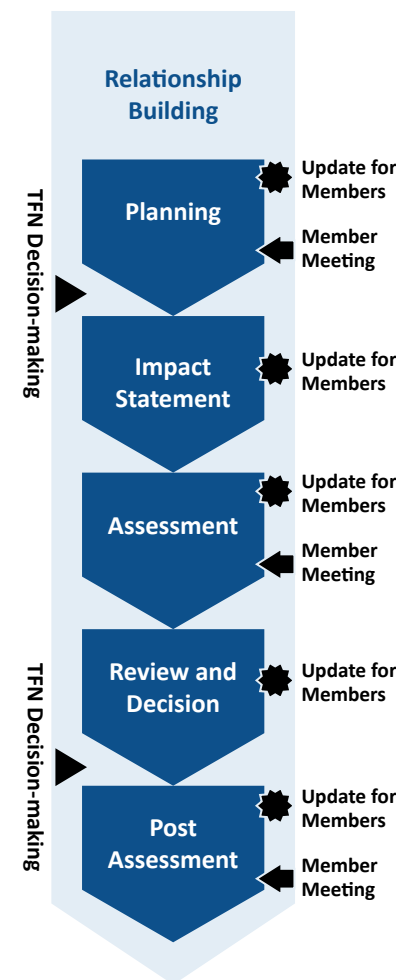 Relationship
Building
Planning
Update for
Members
Member
Meeting
TFN Decision-making
Impact
Statement
Update for
Members
Assessment
Update for
Members
Member
Meeting
Review and
Decision
Update for
Members
TFN Decision-making
Post
Assessment
Update for
Members
Member
Meeting